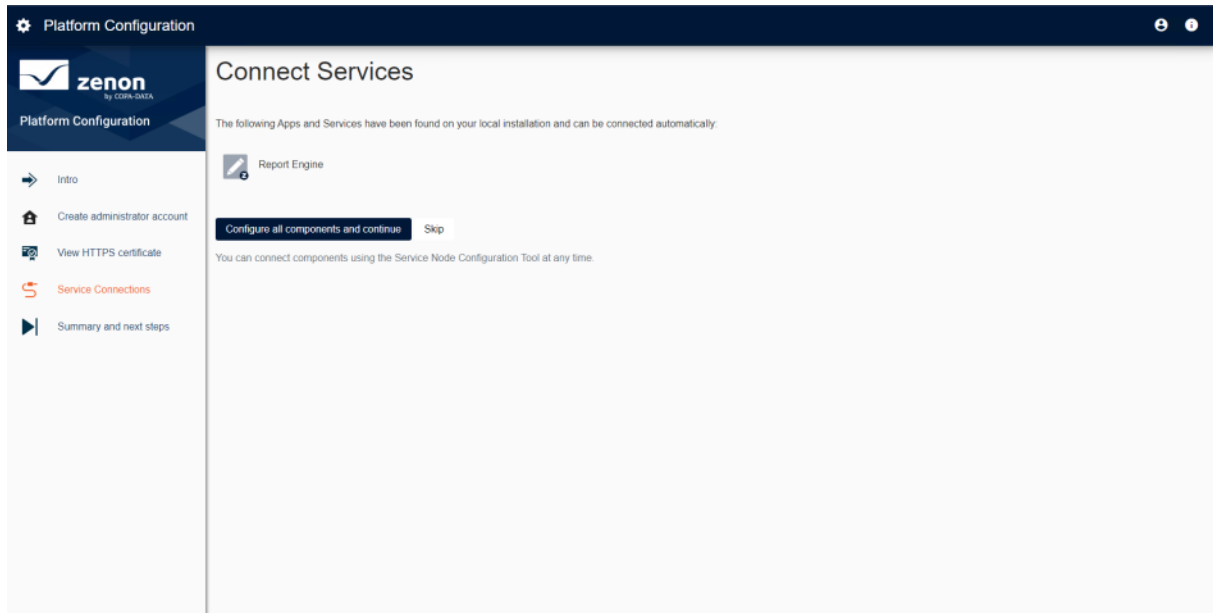 Platform Configuration
zenon
by COPA-DATA
Platform Configuration
Intro
Create administrator account
View HTTPS certificate
Service Connections
Summary and next steps
Connect Services
The following Apps and Services have been found on your local installation and can be connected automatically:
Report Engine
Configure all components and continue Skip
You can connect components using the Service Node Configuration Tool at any time.